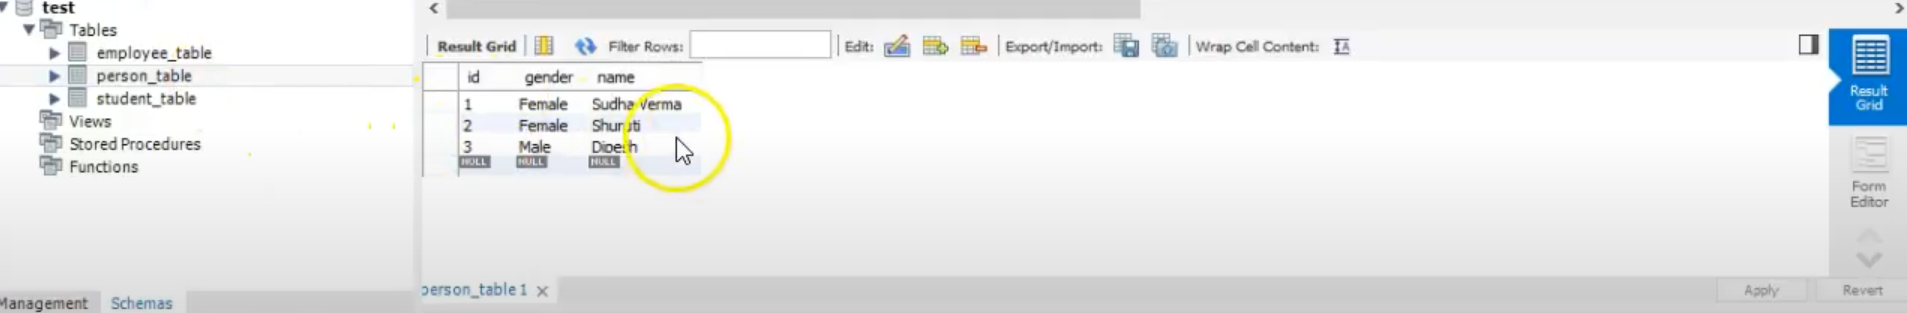 test
Tables
employee_table
person_table
student_table
Views
Stored Procedures
Functions
Management Schemas
Result Grid Filter Rows: Edit: Export/Import: Wrap Cell Content: IA
id gender name
1 Female Sudha Verma
2 Female Shuruti
3 Male Dipesh
NULL NULL NULL
person_table 1
Apply Revert
Result
Grid
Form
Editor